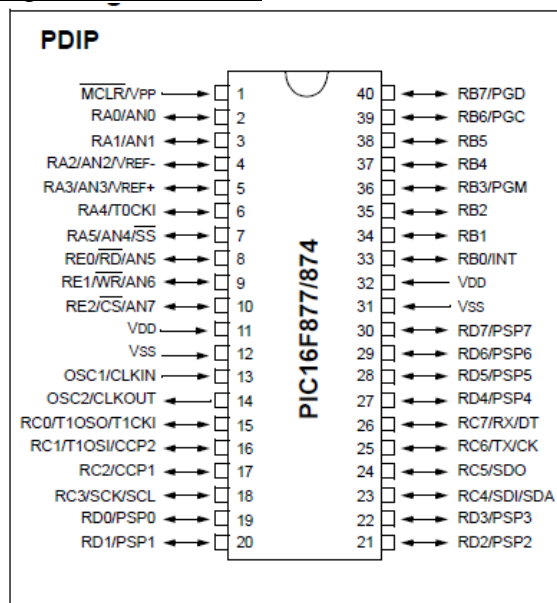 PDIP
MCLR/VPP 1 40 RB7/PGD
RA0/AN0 2 39 RB6/PGC
RA1/AN1 3 38 RB5
RA2/AN2/VREF- 4 37 RB4
RA3/AN3/VREF+ 5 36 RB3/PGM
RA4/T0CKI 6 35 RB2
RA5/AN4/SS 7 34 RB1
RE0/RD/AN5 8 33 RB0/INT
RE1/WR/AN6 9 32 VDD
RE2/CS/AN7 10 31 VSS
VDD 11 30 RD7/PSP7
VSS 12 29 RD6/PSP6
OSC1/CLKIN 13 28 RD5/PSP5
OSC2/CLKOUT 14 27 RD4/PSP4
RC0/T1OSO/T1CKI 15 26 RC7/RX/DT
RC1/T1OSI/CCP2 16 25 RC6/TX/CK
RC2/CCP1 17 24 RC5/SDO
RC3/SCK/SCL 18 23 RC4/SDI/SDA
RD0/PSP0 19 22 RD3/PSP3
RD1/PSP1 20 21 RD2/PSP2
PIC16F877/874